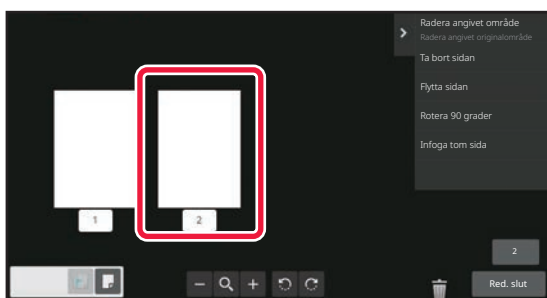 Radera angivet område
Radera angivet originalområde
Ta bort sidan
Flytta sidan
Rotera 90 grader
Infoga tom sida
1
2
2
Red. slut